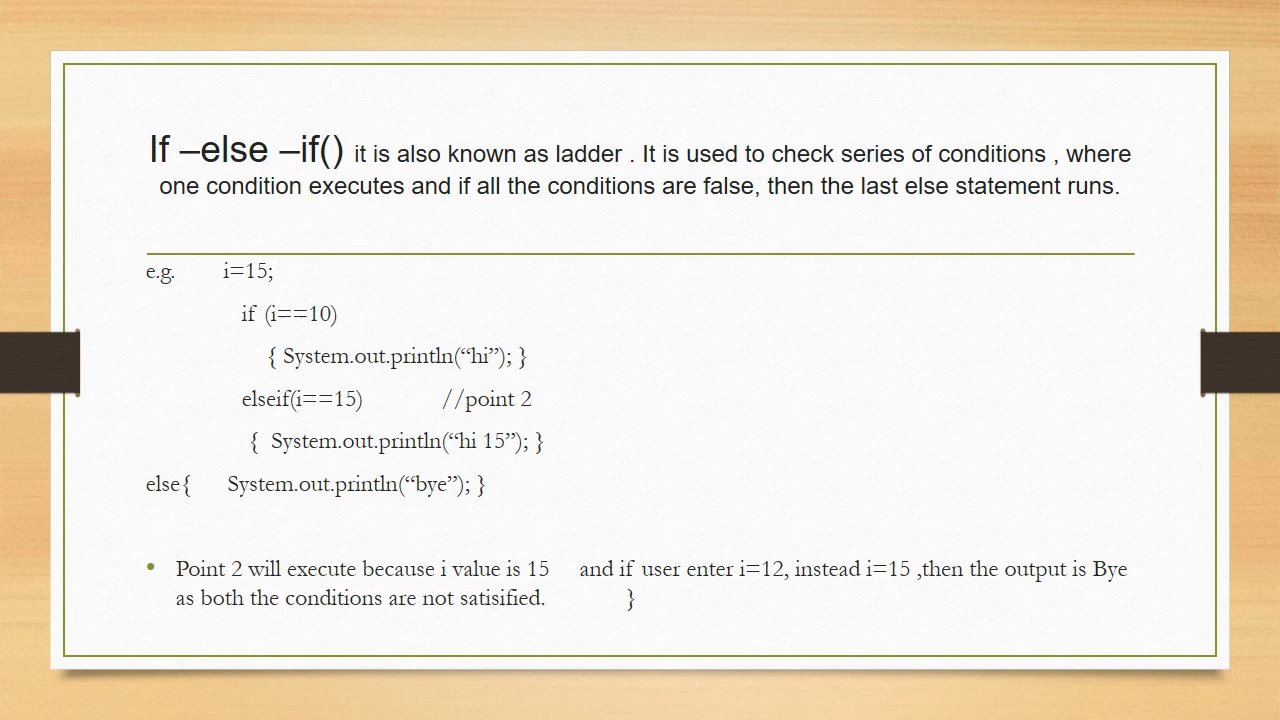 If –else –if() it is also known as ladder . It is used to check series of conditions , where
one condition executes and if all the conditions are false, then the last else statement runs.
e.g. i=15;
if (i==10)
{ System.out.println(“hi”); }
elseif(i==15) //point 2
{ System.out.println(“hi 15”); }
else{ System.out.println(“bye”); }
• Point 2 will execute because i value is 15 and if user enter i=12, instead i=15 ,then the output is Bye
as both the conditions are not satisified. }